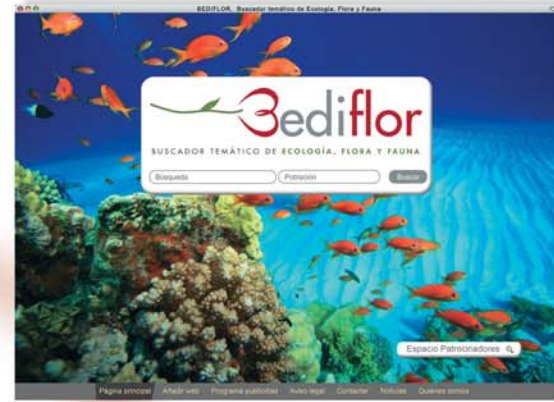 BEDIFLOR, Buscador temático de Ecología, Flora y Fauna
Bediflor
BUSCADOR TEMÁTICO DE ECOLOGÍA, FLORA Y FAUNA
Búsqueda Población Buscar
Espacio Patrocinadores
Página principal Añadir web Programa publicitas Aviso legal Contactar Noticias Quienes somos